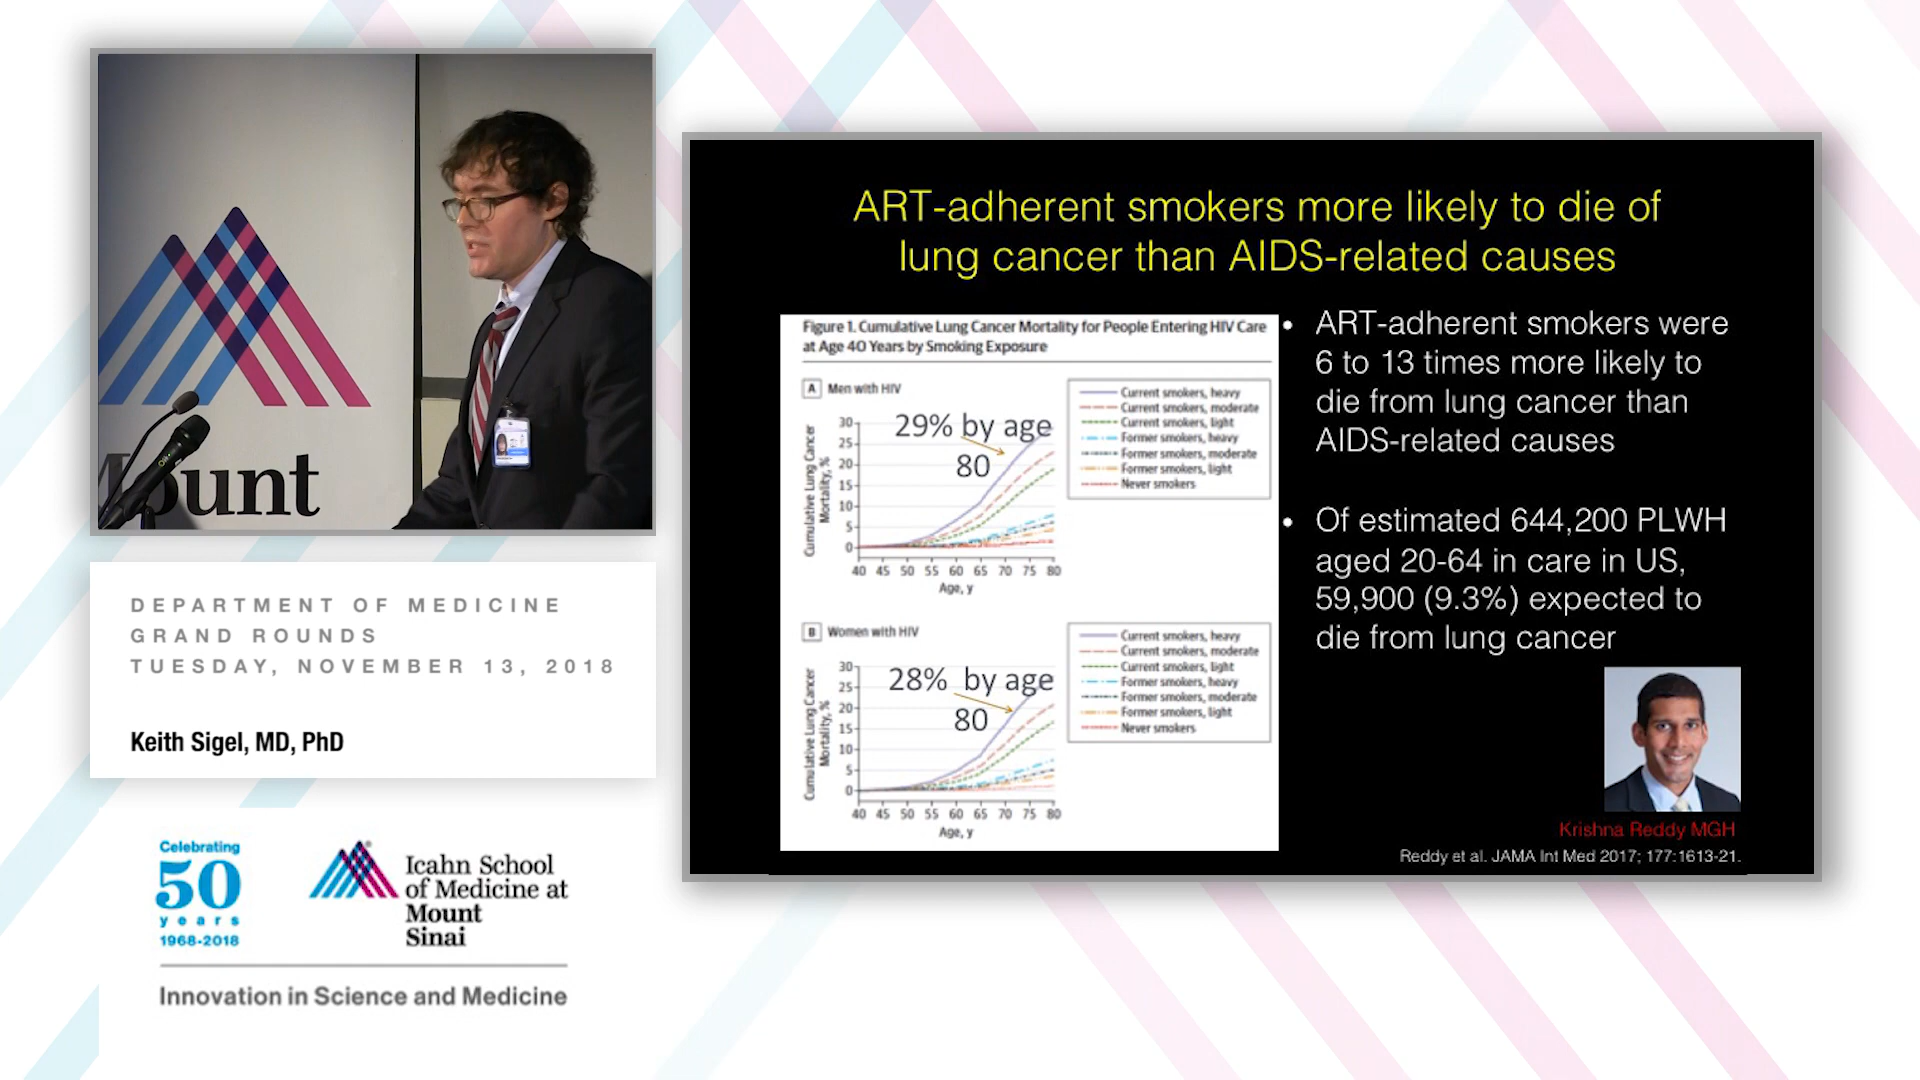 Mount
DEPARTMENT OF MEDICINE
GRAND ROUNDS
TUESDAY, NOVEMBER 13, 2018
Keith Sigel, MD, PhD
Celebrating
50
years
1968-2018
Icahn School
of Medicine at
Mount
Sinai
Innovation in Science and Medicine
ART-adherent smokers more likely to die of
lung cancer than AIDS-related causes
Figure 1. Cumulative Lung Cancer Mortality for People Entering HIV Care
at Age 40 Years by Smoking Exposure
A Men with HIV
Cumulative Lung Cancer
Mortality, %
30
25
20
15
10
5
0
29% by age
80
40 45 50 55 60 65 70 75 80
Age, y
Current smokers, heavy
Current smokers, moderate
Current smokers, light
Former smokers, heavy
Former smokers, moderate
Former smokers, light
Never smokers
B Women with HIV
Cumulative Lung Cancer
Mortality, %
30
25
20
15
10
5
0
28% by age
80
40 45 50 55 60 65 70 75 80
Age, y
Current smokers, heavy
Current smokers, moderate
Current smokers, light
Former smokers, heavy
Former smokers, moderate
Former smokers, light
Never smokers
• ART-adherent smokers were
6 to 13 times more likely to
die from lung cancer than
AIDS-related causes
• Of estimated 644,200 PLWH
aged 20-64 in care in US,
59,900 (9.3%) expected to
die from lung cancer
Krishna Reddy MGH
Reddy et al. JAMA Int Med 2017; 177:1613-21.